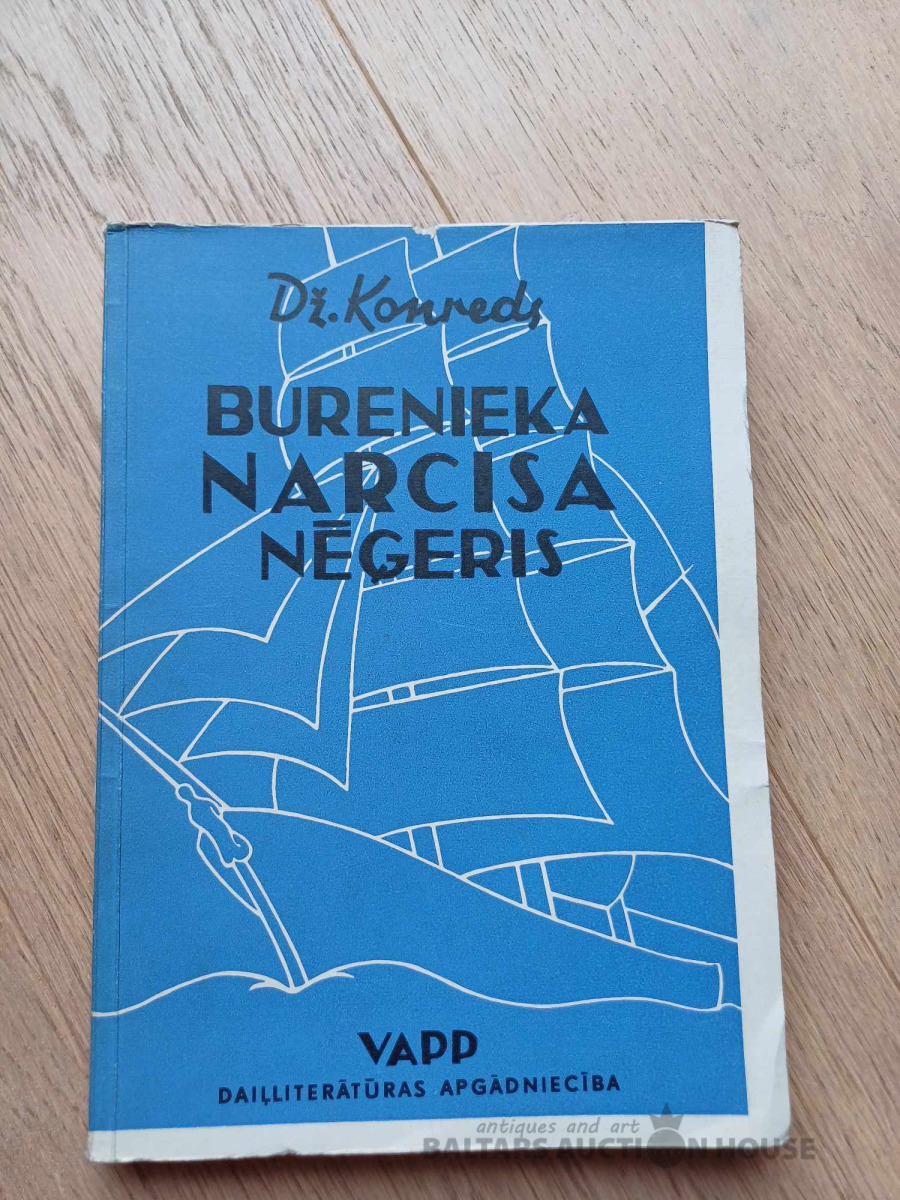 Dž. Konreds
BURENIEKA
NARCISA
NĒĢERIS
VAPP
DAIĻLITERĀTŪRAS APGĀDNIECĪBA
antiques and art
BALTARS AUCTION HOUSE